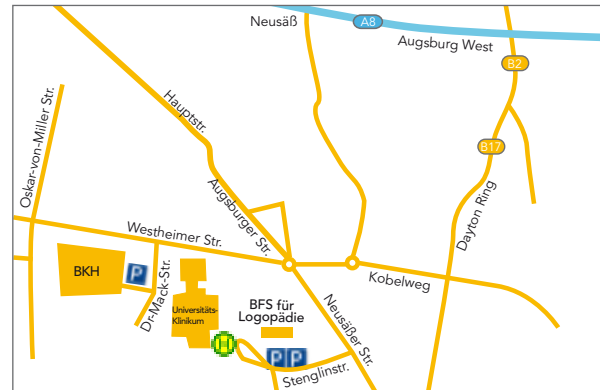 Neusäß
A8
Augsburg West
B2
Hauptstr.
Oskar-von-Miller Str.
B17
Augsburger Str.
Dayton Ring
Westheimer Str.
BKH
P
Dr-Mack-Str.
Kobelweg
Universitäts-
Klinikum
BFS für
Logopädie
Neusäßer Str.
H
P P
Stenglinstr.